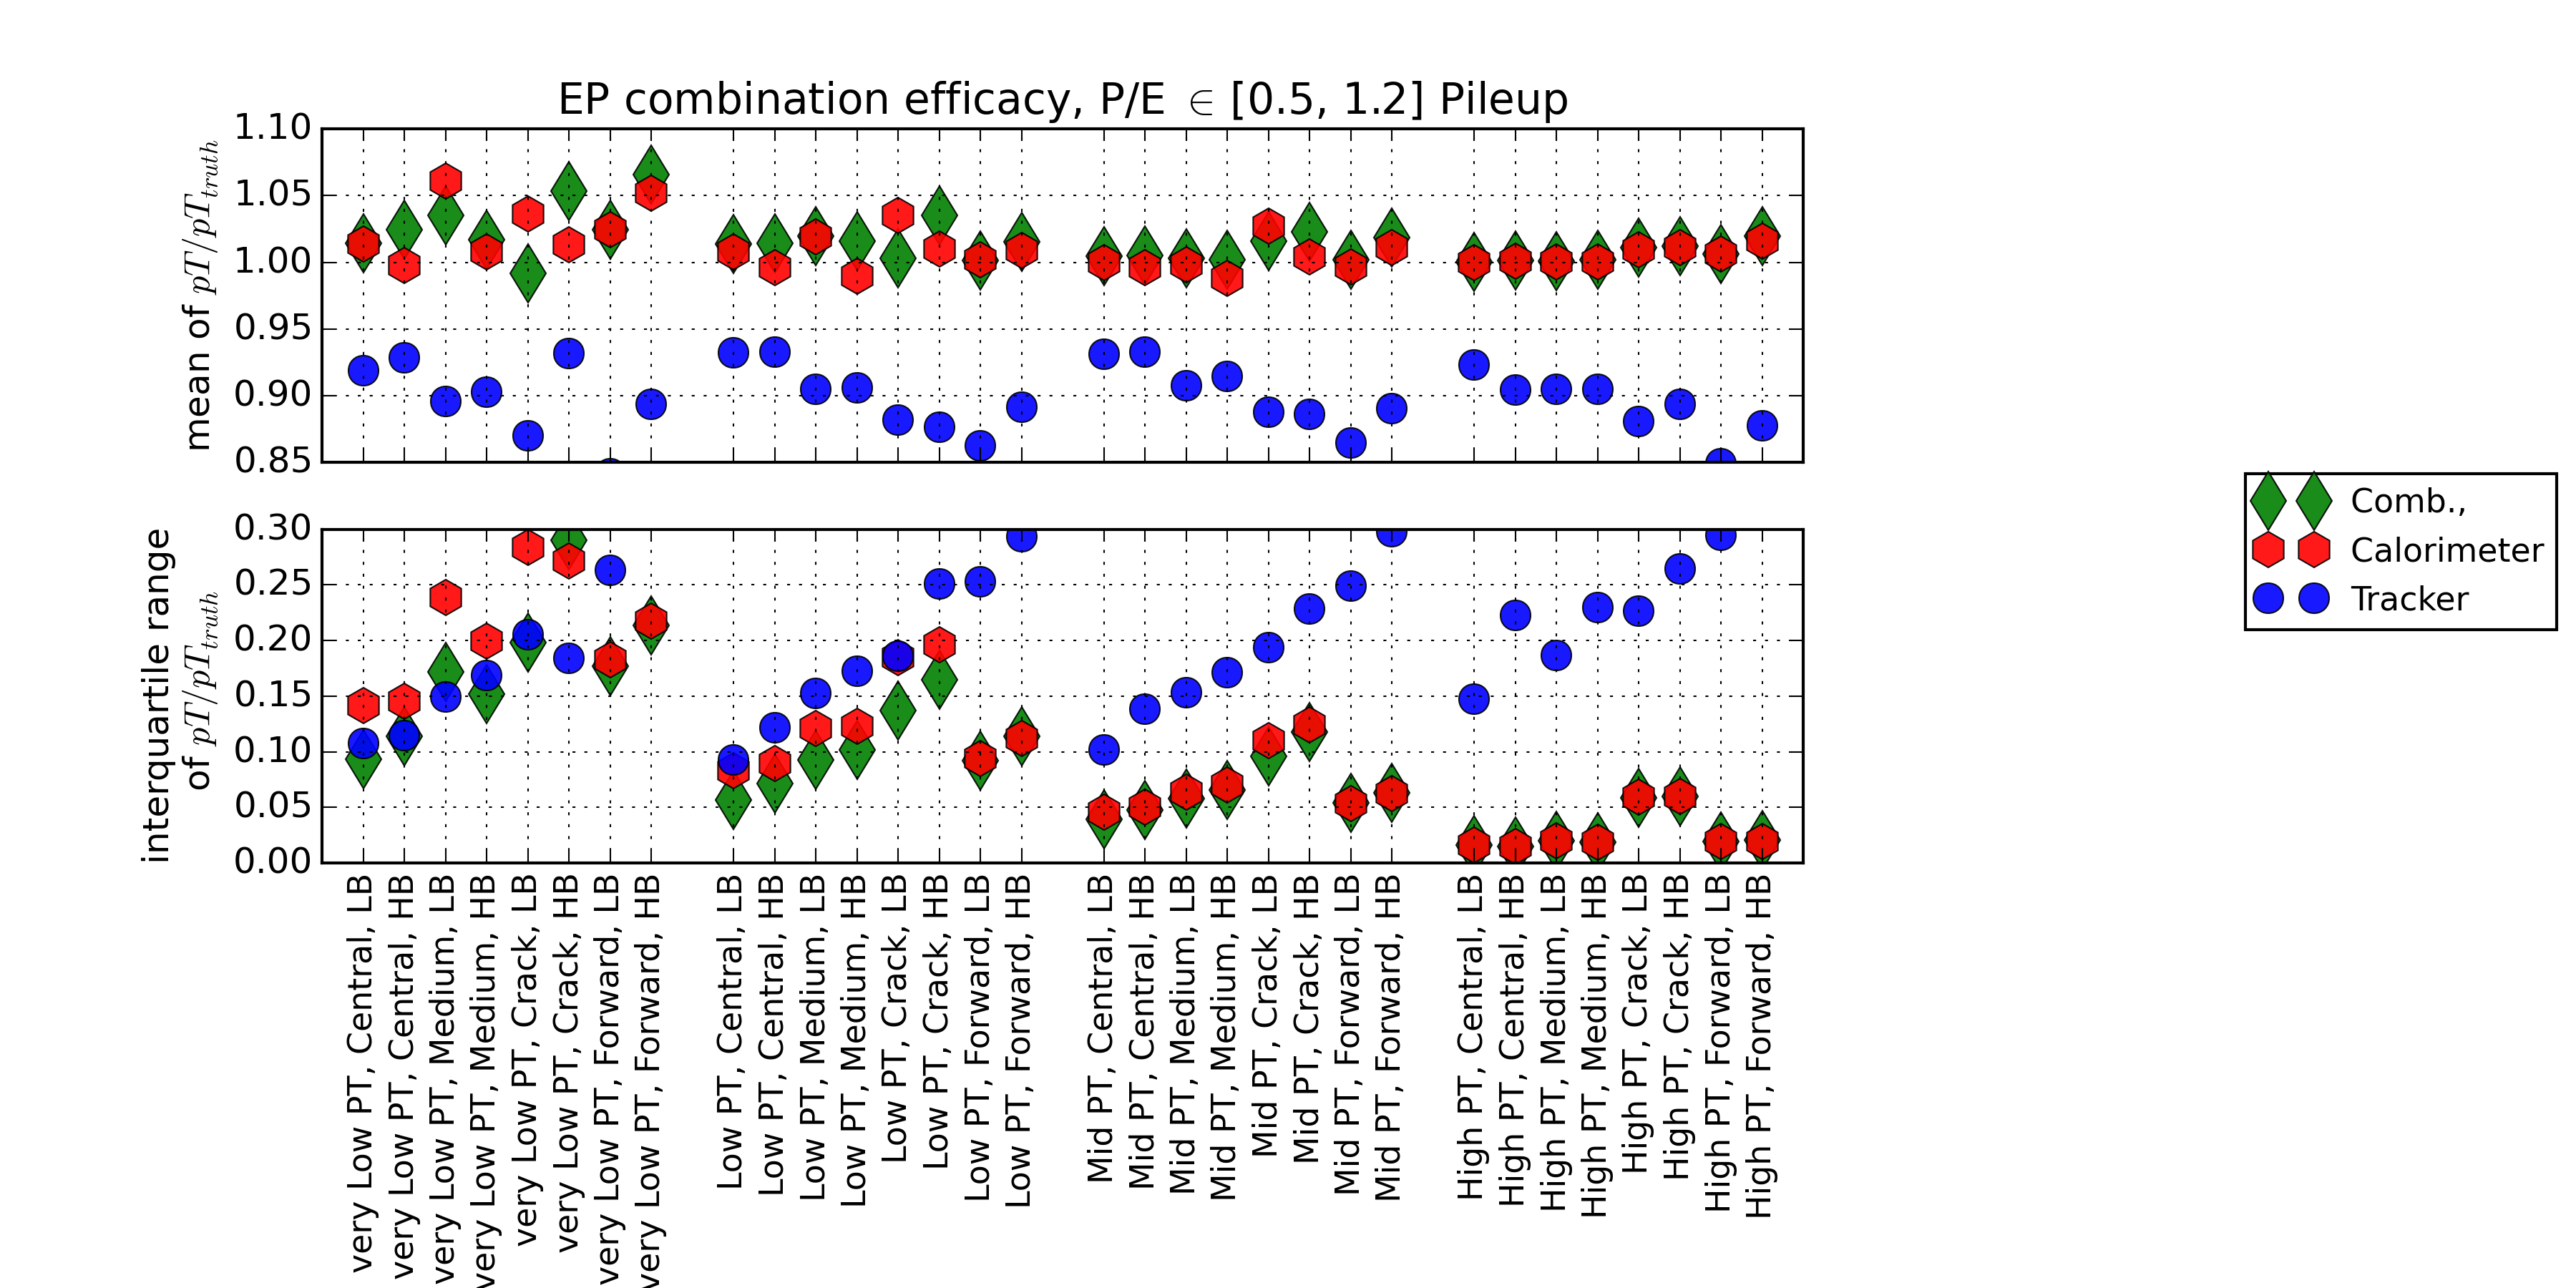 EP combination efficacy, P/E ∈ [0.5, 1.2] Pileup
mean of pT/pT_truth
1.10
1.05
1.00
0.95
0.90
0.85
interquartile range
of pT/pT_truth
0.30
0.25
0.20
0.15
0.10
0.05
0.00
very Low PT, Central, LB
very Low PT, Central, HB
very Low PT, Medium, LB
very Low PT, Medium, HB
very Low PT, Crack, LB
very Low PT, Crack, HB
very Low PT, Forward, LB
very Low PT, Forward, HB
Low PT, Central, LB
Low PT, Central, HB
Low PT, Medium, LB
Low PT, Medium, HB
Low PT, Crack, LB
Low PT, Crack, HB
Low PT, Forward, LB
Low PT, Forward, HB
Mid PT, Central, LB
Mid PT, Central, HB
Mid PT, Medium, LB
Mid PT, Medium, HB
Mid PT, Crack, LB
Mid PT, Crack, HB
Mid PT, Forward, LB
Mid PT, Forward, HB
High PT, Central, LB
High PT, Central, HB
High PT, Medium, LB
High PT, Medium, HB
High PT, Crack, LB
High PT, Crack, HB
High PT, Forward, LB
High PT, Forward, HB
Comb.,
Calorimeter
Tracker